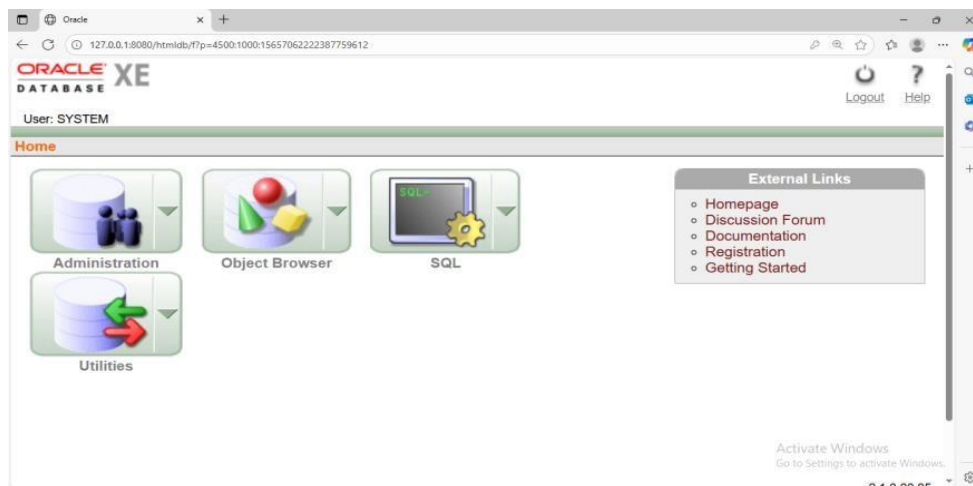 Oracle
127.0.0.1:8080/htmldb/f?p=4500:1000:15657062222387759612
ORACLE XE
DATABASE
Logout Help
User: SYSTEM
Home
SQL>
Administration Object Browser SQL
Utilities
External Links
Homepage
Discussion Forum
Documentation
Registration
Getting Started
Activate Windows
Go to Settings to activate Windows.